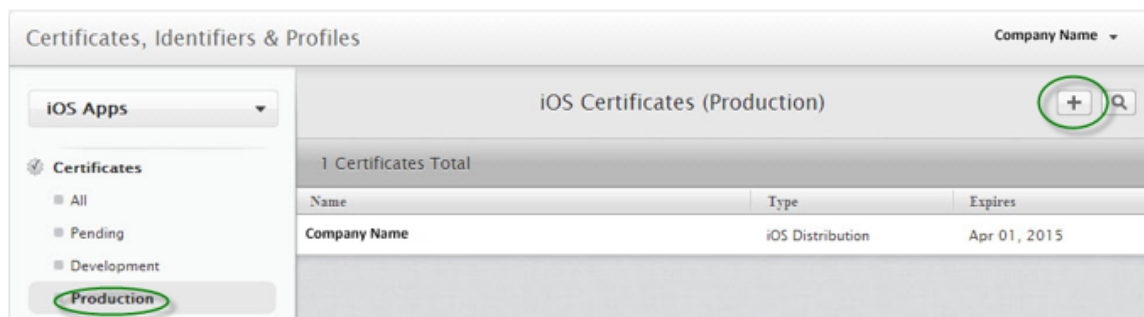 Certificates, Identifiers & Profiles
Company Name
iOS Apps
iOS Certificates (Production)
Certificates
1 Certificates Total
All
Name Type Expires
Pending
Company Name iOS Distribution Apr 01, 2015
Development
Production